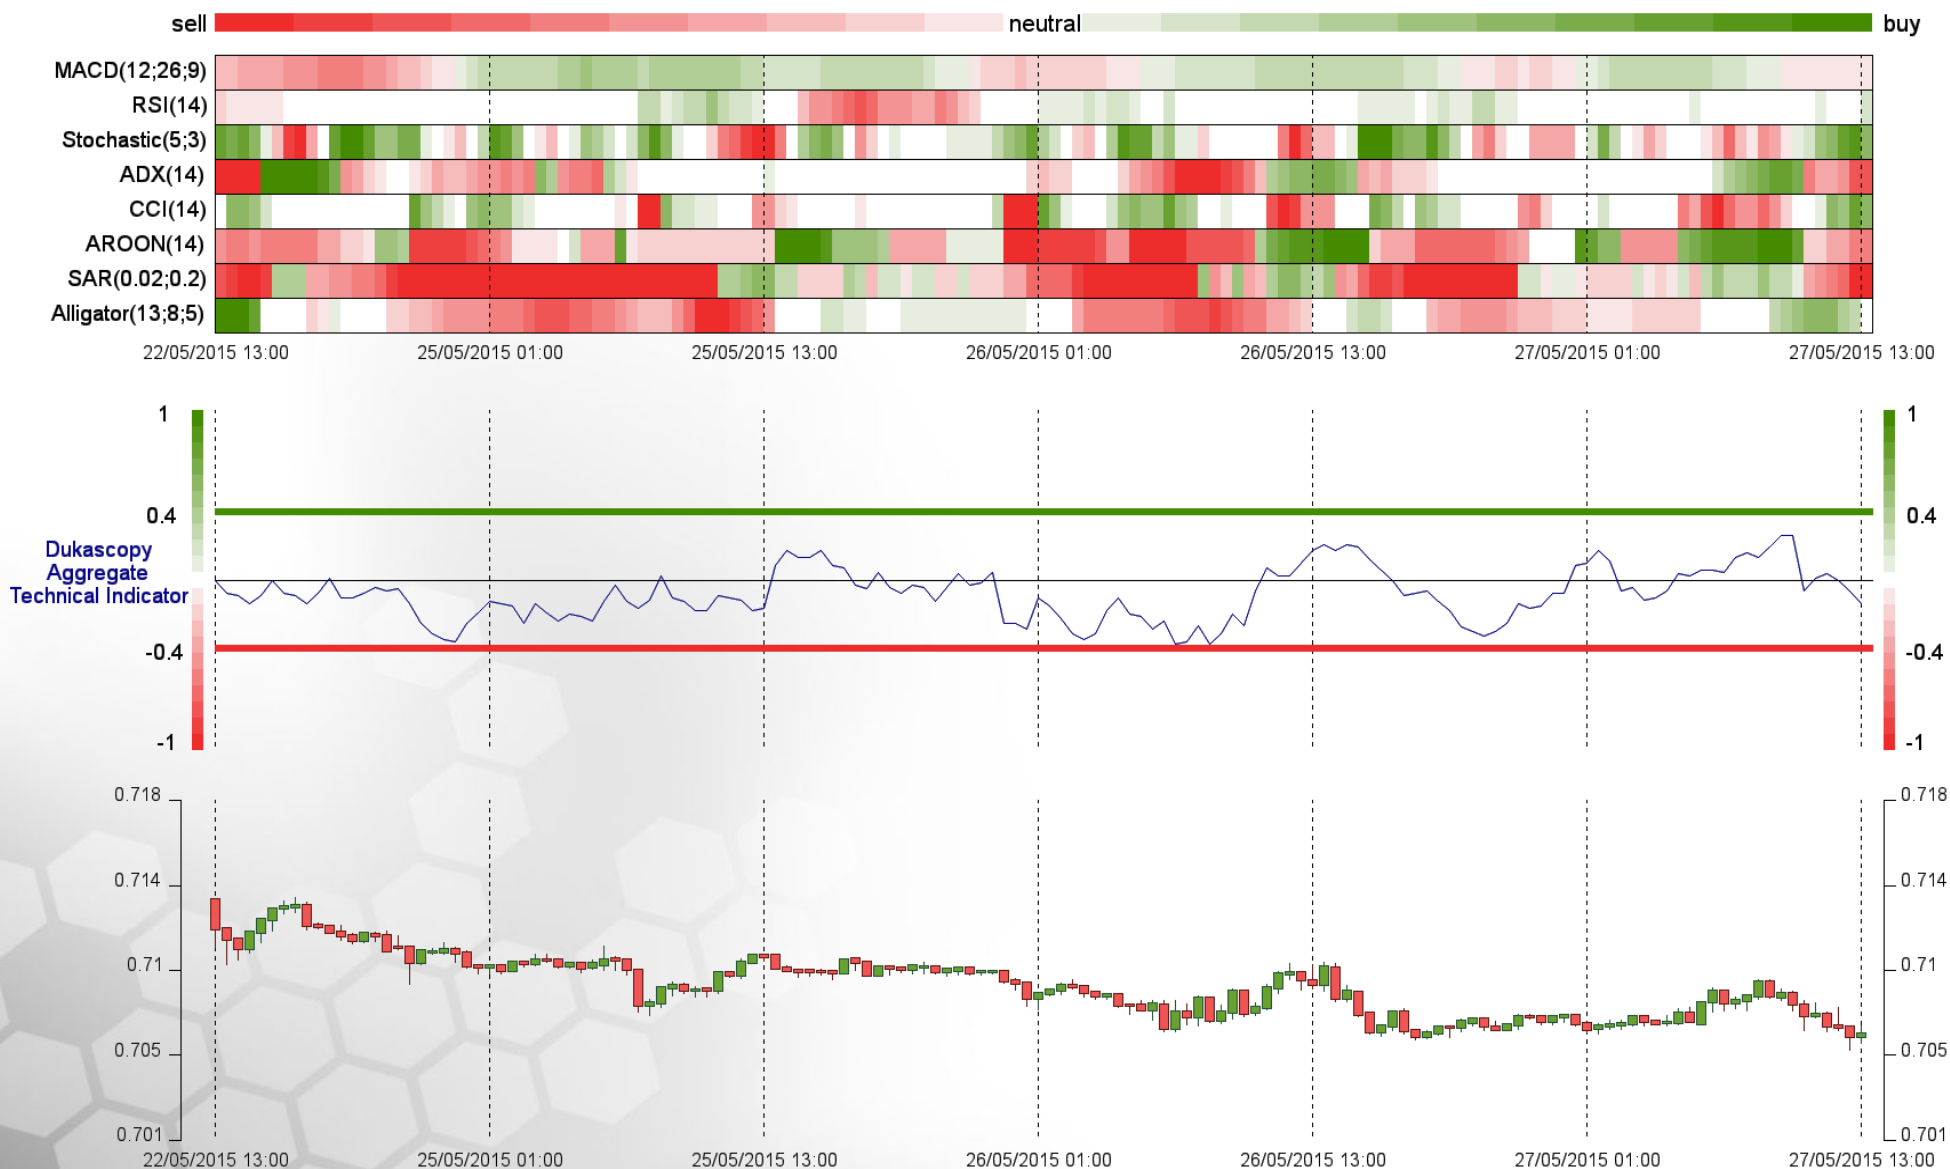 sell neutral buy
MACD(12;26;9)
RSI(14)
Stochastic(5;3)
ADX(14)
CCI(14)
AROON(14)
SAR(0.02;0.2)
Alligator(13;8;5)
22/05/2015 13:00 25/05/2015 01:00 25/05/2015 13:00 26/05/2015 01:00 26/05/2015 13:00 27/05/2015 01:00 27/05/2015 13:00
1 1
0.4 0.4
Dukascopy
Aggregate
Technical Indicator
-0.4 -0.4
-1 -1
0.718 0.718
0.714 0.714
0.71 0.71
0.705 0.705
0.701 0.701
22/05/2015 13:00 25/05/2015 01:00 25/05/2015 13:00 26/05/2015 01:00 26/05/2015 13:00 27/05/2015 01:00 27/05/2015 13:00